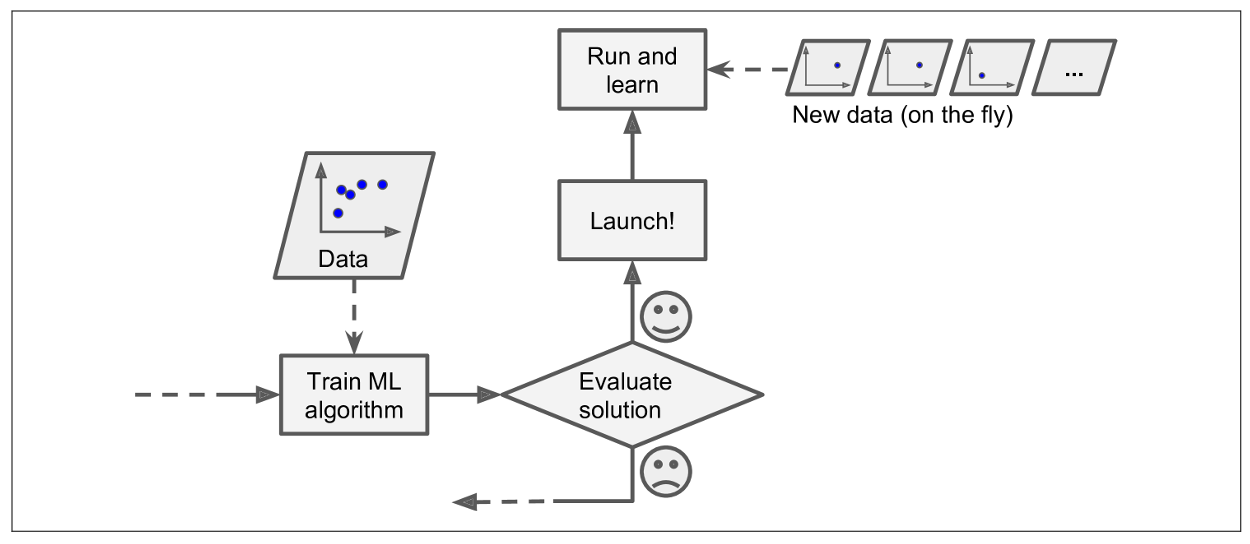 Run and
learn
...
New data (on the fly)
Launch!
Data
Train ML
algorithm
Evaluate
solution